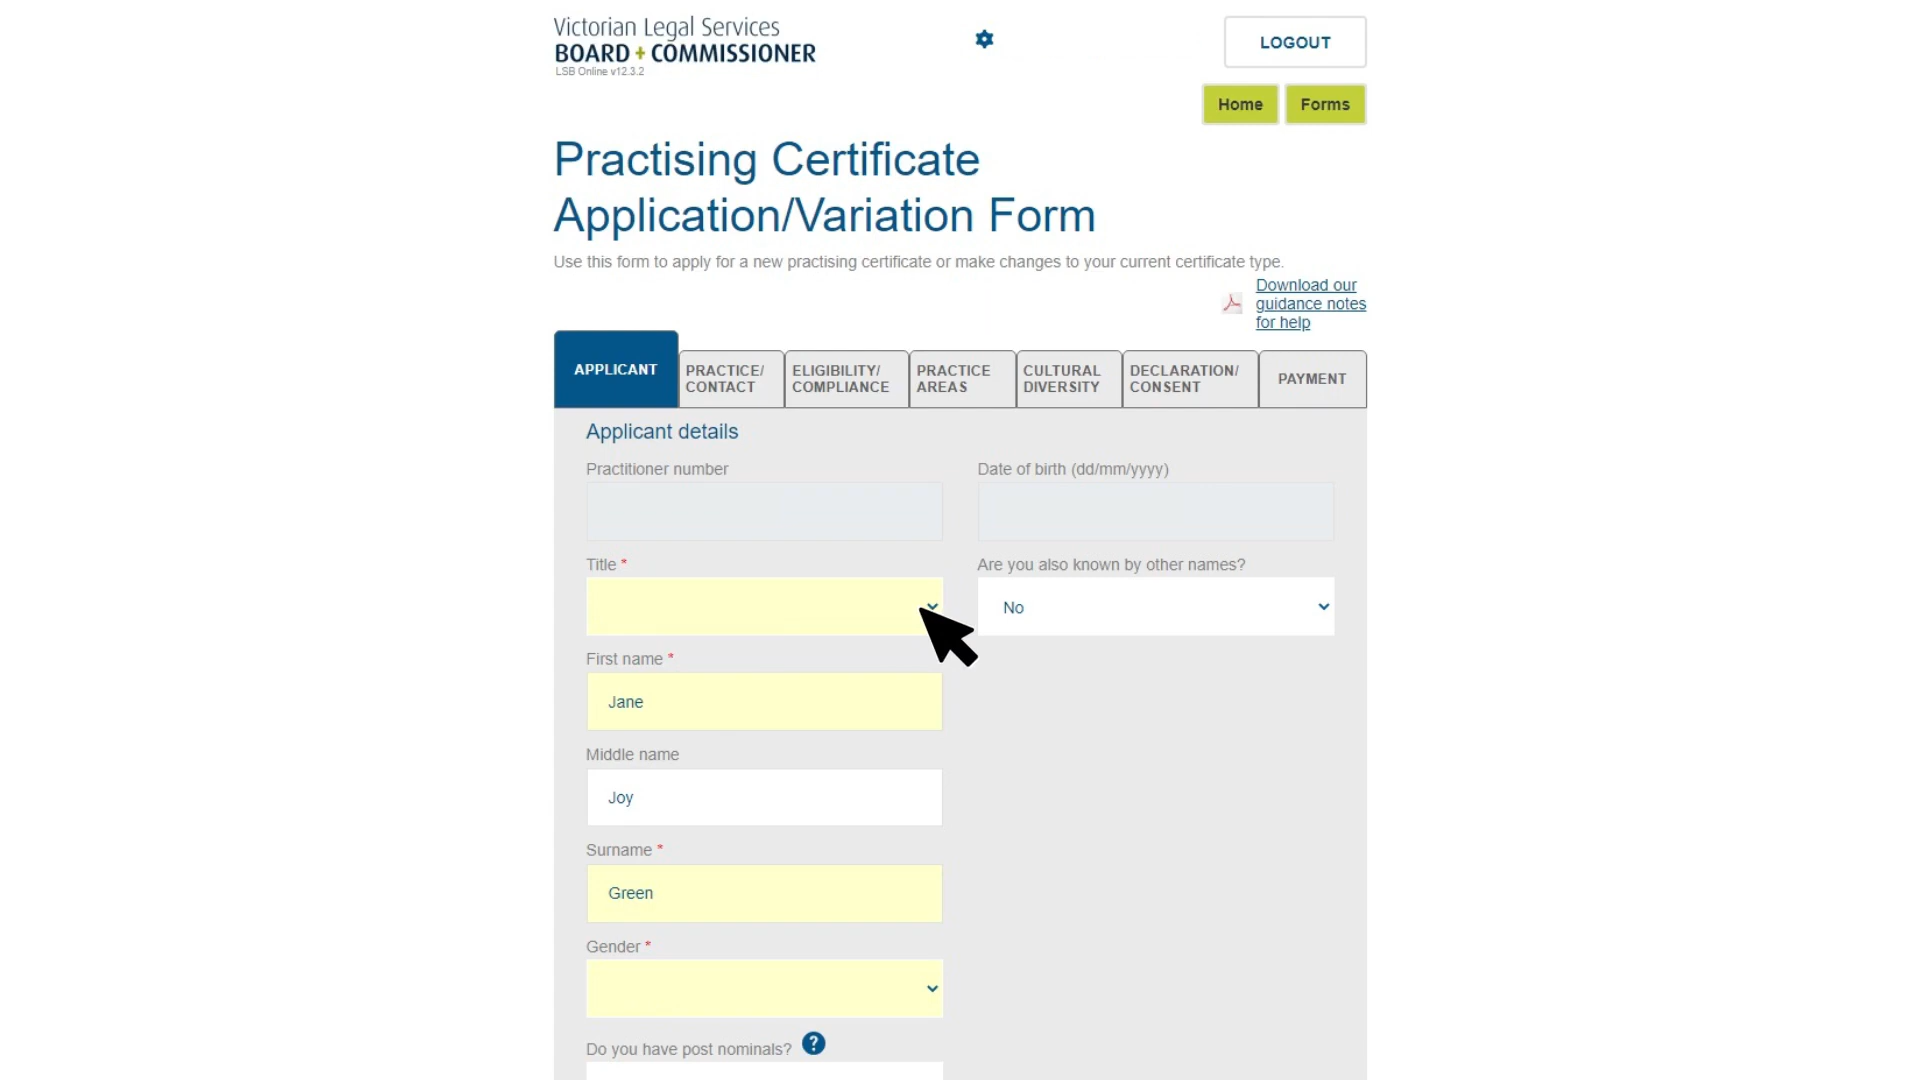 Victorian Legal Services
BOARD + COMMISSIONER
LSB Online v12.3.2
LOGOUT
Home
Forms
Practising Certificate
Application/Variation Form
Use this form to apply for a new practising certificate or make changes to your current certificate type.
Download our
guidance notes
for help
APPLICANT
PRACTICE/
CONTACT
ELIGIBILITY/
COMPLIANCE
PRACTICE
AREAS
CULTURAL
DIVERSITY
DECLARATION/
CONSENT
PAYMENT
Applicant details
Practitioner number
Date of birth (dd/mm/yyyy)
Title *
Are you also known by other names?
No
First name *
Jane
Middle name
Joy
Surname *
Green
Gender *
Do you have post nominals? ?